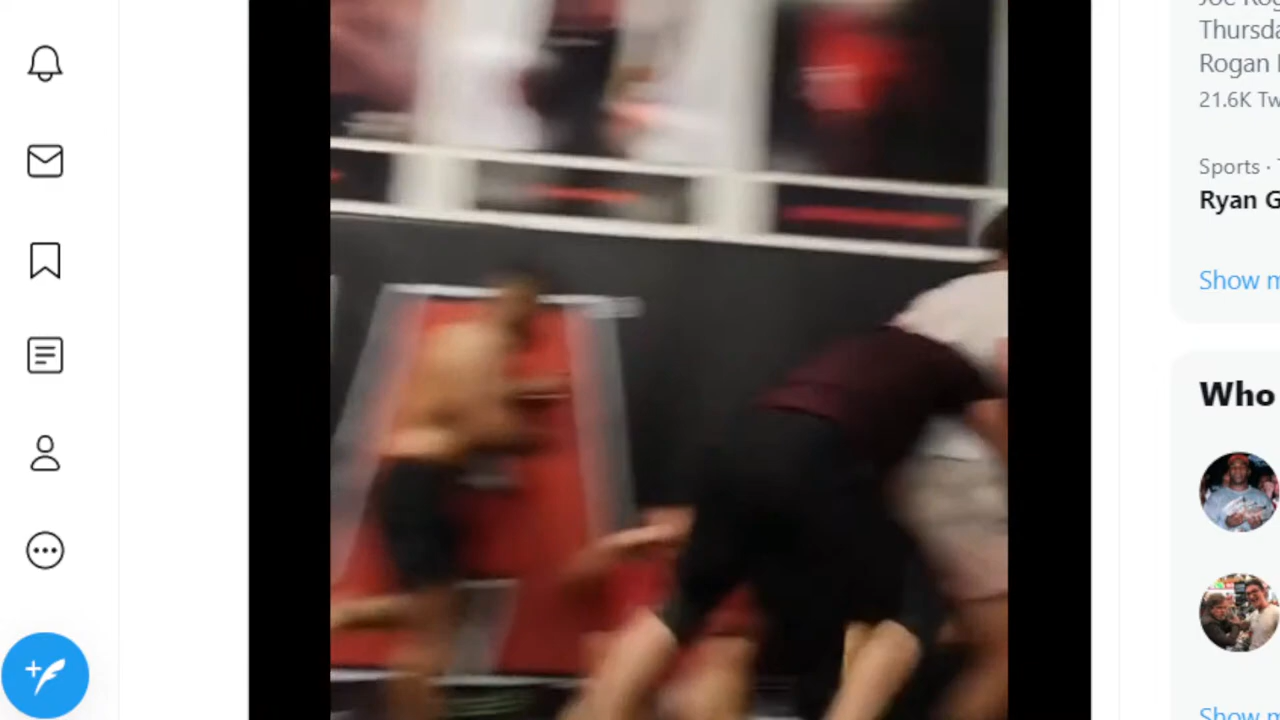 Thursda
Rogan
21.6K Tw
Sports ·
Ryan G
Show m
Who
Show m